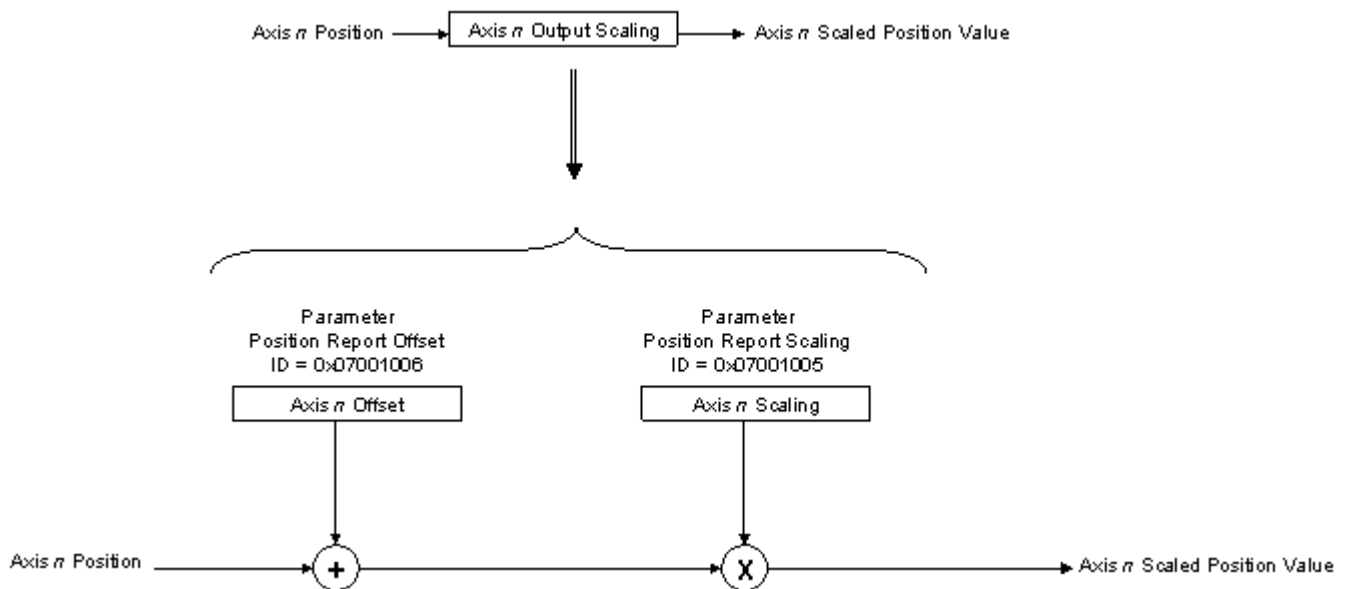 Axis n Position
Axis n Output Scaling
Axis n Scaled Position Value
Parameter
Position Report Offset
ID = 0x07001006
Axis n Offset
Parameter
Position Report Scaling
ID = 0x07001005
Axis n Scaling
Axis n Position
+
X
Axis n Scaled Position Value